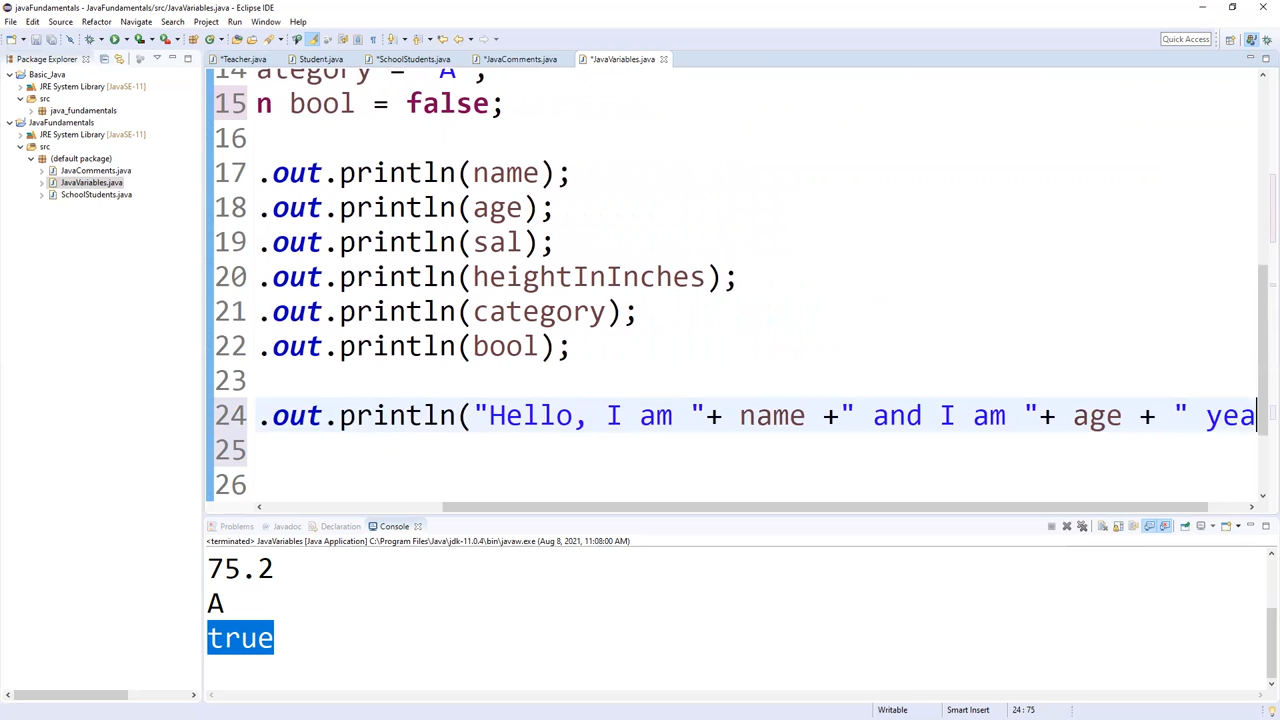 javaFundamentals - JavaFundamentals/src/JavaVariables.java - Eclipse IDE
File Edit Source Refactor Navigate Search Project Run Window Help
Quick Access
Package Explorer
*Teacher.java Student.java *SchoolStudents.java *JavaComments.java *JavaVariables.java
Basic_Java
JRE System Library [JavaSE-11]
src
java_fundamentals
JavaFundamentals
JRE System Library [JavaSE-11]
src
(default package)
JavaComments.java
JavaVariables.java
SchoolStudents.java
14 ategory = 'A';
15 n bool = false;
16
17 .out.println(name);
18 .out.println(age);
19 .out.println(sal);
20 .out.println(heightInInches);
21 .out.println(category);
22 .out.println(bool);
23
24 .out.println("Hello, I am "+ name +" and I am "+ age + " yea
25
26
Problems Javadoc Declaration Console
<terminated> JavaVariables [Java Application] C:\Program Files\Java\jdk-11.0.4\bin\javaw.exe (Aug 8, 2021, 11:08:00 AM)
75.2
A
true
Writable Smart Insert 24 : 75